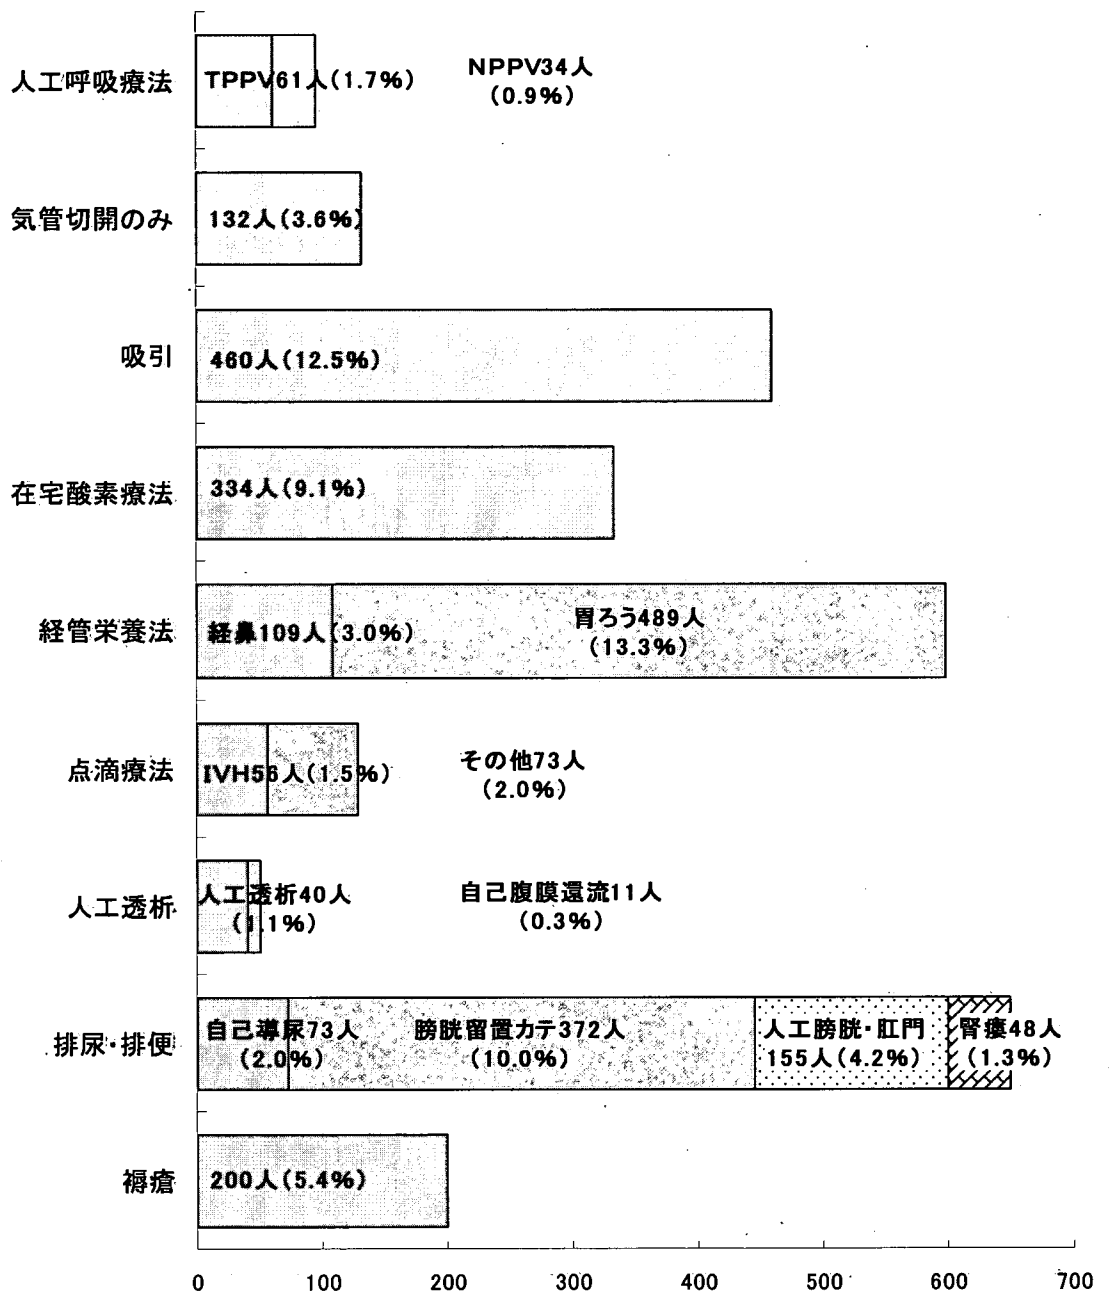 人工呼吸療法
TPPV61人(1.7%)
NPPV34人
(0.9%)
気管切開のみ
132人(3.6%)
吸引
460人(12.5%)
在宅酸素療法
334人(9.1%)
経管栄養法
経鼻109人(3.0%)
胃ろう489人
(13.3%)
点滴療法
IVH56人(1.5%)
その他73人
(2.0%)
人工透析
人工透析40人
(1.1%)
自己腹膜還流11人
(0.3%)
排尿・排便
自己導尿73人
(2.0%)
膀胱留置カテ372人
(10.0%)
人工膀胱・肛門
155人(4.2%)
腎瘻48人
(1.3%)
褥瘡
200人(5.4%)
0 100 200 300 400 500 600 700